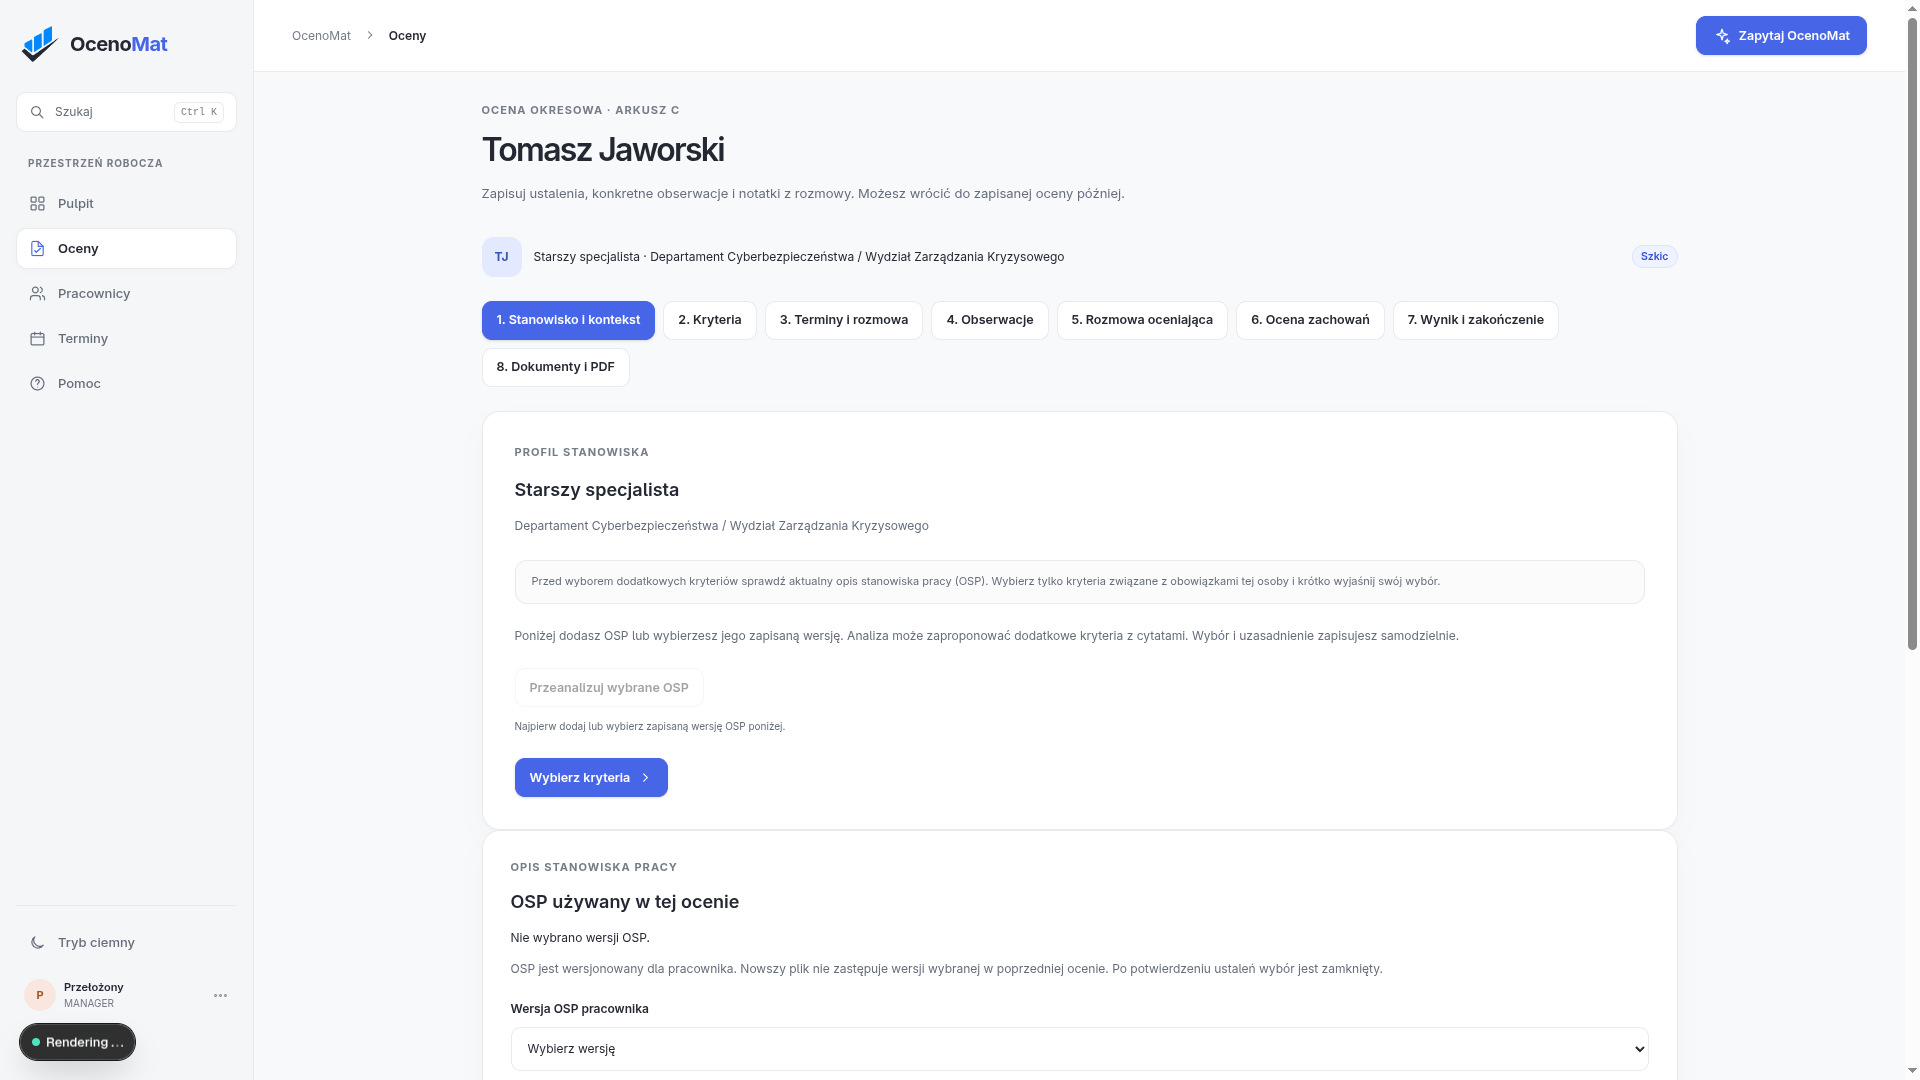 OcenoMat
OcenoMat
Oceny
Zapytaj OcenoMat
Szukaj
Ctrl K
PRZESTRZEŃ ROBOCZA
Pulpit
Oceny
Pracownicy
Terminy
Pomoc
OCENA OKRESOWA · ARKUSZ C
Tomasz Jaworski
Zapisuj ustalenia, konkretne obserwacje i notatki z rozmowy. Możesz wrócić do zapisanej oceny później.
TJ
Starszy specjalista · Departament Cyberbezpieczeństwa / Wydział Zarządzania Kryzysowego
Szkic
1. Stanowisko i kontekst
2. Kryteria
3. Terminy i rozmowa
4. Obserwacje
5. Rozmowa oceniająca
6. Ocena zachowań
7. Wynik i zakończenie
8. Dokumenty i PDF
PROFIL STANOWISKA
Starszy specjalista
Departament Cyberbezpieczeństwa / Wydział Zarządzania Kryzysowego
Przed wyborem dodatkowych kryteriów sprawdź aktualny opis stanowiska pracy (OSP). Wybierz tylko kryteria związane z obowiązkami tej osoby i krótko wyjaśnij swój wybór.
Poniżej dodasz OSP lub wybierzesz jego zapisaną wersję. Analiza może zaproponować dodatkowe kryteria z cytatami. Wybór i uzasadnienie zapisujesz samodzielnie.
Przeanalizuj wybrane OSP
Najpierw dodaj lub wybierz zapisaną wersję OSP poniżej.
Wybierz kryteria
OPIS STANOWISKA PRACY
OSP używany w tej ocenie
Nie wybrano wersji OSP.
OSP jest wersjonowany dla pracownika. Nowszy plik nie zastępuje wersji wybranej w poprzedniej ocenie. Po potwierdzeniu ustaleń wybór jest zamknięty.
Wersja OSP pracownika
Wybierz wersję
Tryb ciemny
P
Przełożony
MANAGER
Rendering ...